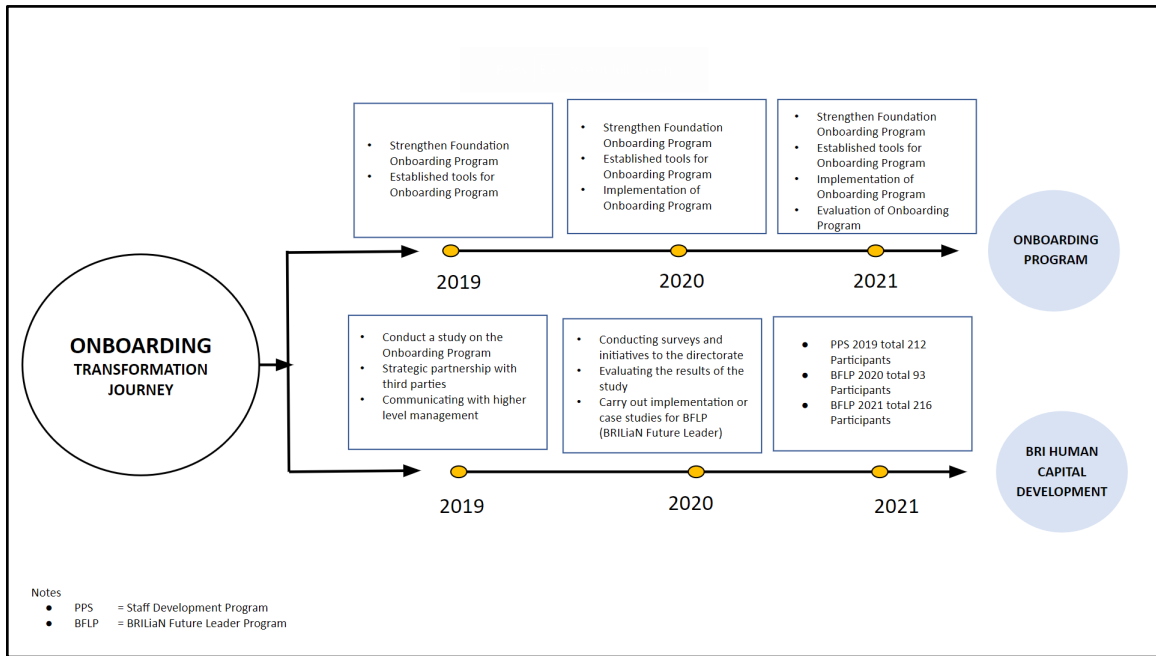 ONBOARDING
TRANSFORMATION
JOURNEY
• Strengthen Foundation
Onboarding Program
• Established tools for
Onboarding Program
• Strengthen Foundation
Onboarding Program
• Established tools for
Onboarding Program
• Implementation of
Onboarding Program
• Strengthen Foundation
Onboarding Program
• Established tools for
Onboarding Program
• Implementation of
Onboarding Program
• Evaluation of Onboarding
Program
2019
2020
2021
ONBOARDING
PROGRAM
• Conduct a study on the
Onboarding Program
• Strategic partnership with
third parties
• Communicating with higher
level management
• Conducting surveys and
initiatives to the directorate
• Evaluating the results of the
study
• Carry out implementation or
case studies for BFLP
(BRILiaN Future Leader)
● PPS 2019 total 212
Participants
● BFLP 2020 total 93
Participants
● BFLP 2021 total 216
Participants
2019
2020
2021
BRI HUMAN
CAPITAL
DEVELOPMENT
Notes
● PPS = Staff Development Program
● BFLP = BRILiaN Future Leader Program